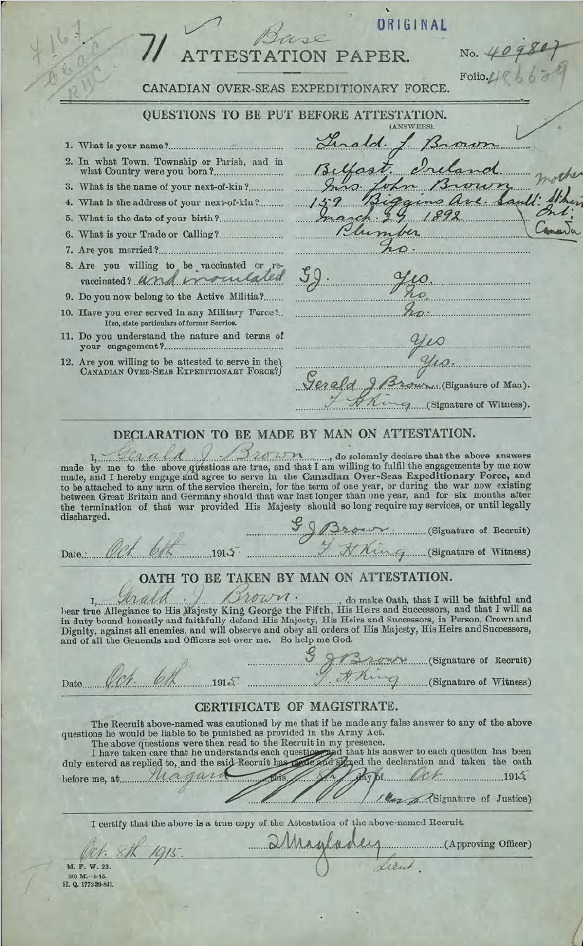 ORIGINAL
71 Base
ATTESTATION PAPER.
No. 409807
Folio.
CANADIAN OVER-SEAS EXPEDITIONARY FORCE.
QUESTIONS TO BE PUT BEFORE ATTESTATION.
(ANSWERS).
1. What is your name? Gerald J Brown
2. In what Town, Township or Parish, and in
what Country were you born? Belfast, Ireland
3. What is the name of your next-of-kin? Mrs. John Brown mother
4. What is the address of your next-of-kin? 159 Biggins Ave. Sault
Ont.
Canada
5. What is the date of your birth? March 29 1892
6. What is your Trade or Calling? Plumber
7. Are you married? no.
8. Are you willing to be vaccinated or re-
vaccinated? and inoculated GJ. Yes.
9. Do you now belong to the Active Militia? no
10. Have you ever served in any Military Force? no.
If so, state particulars of former Service.
11. Do you understand the nature and terms of
your engagement? Yes
12. Are you willing to be attested to serve in the
CANADIAN OVER-SEAS EXPEDITIONARY FORCE? Yes.
Gerald J Brown (Signature of Man).
F H King (Signature of Witness).
DECLARATION TO BE MADE BY MAN ON ATTESTATION.
I, Gerald J Brown, do solemnly declare that the above answers
made by me to the above questions are true, and that I am willing to fulfil the engagements by me now
made, and I hereby engage and agree to serve in the Canadian Over-Seas Expeditionary Force, and
to be attached to any arm of the service therein, for the term of one year, or during the war now existing
between Great Britain and Germany should that war last longer than one year, and for six months after
the termination of that war provided His Majesty should so long require my services, or until legally
discharged.
G J Brown (Signature of Recruit)
Date. Oct 6th 1915 F H King (Signature of Witness)
OATH TO BE TAKEN BY MAN ON ATTESTATION.
I, Gerald J. Brown., do make Oath, that I will be faithful and
bear true Allegiance to His Majesty King George the Fifth, His Heirs and Successors, and that I will as
in duty bound honestly and faithfully defend His Majesty, His Heirs and Successors, in Person, Crown and
Dignity, against all enemies, and will observe and obey all orders of His Majesty, His Heirs and Successors,
and of all the Generals and Officers set over me. So help me God.
G J Brown (Signature of Recruit)
Date Oct 6th 1915 F H King (Signature of Witness)
CERTIFICATE OF MAGISTRATE.
The Recruit above-named was cautioned by me that if he made any false answer to any of the above
questions he would be liable to be punished as provided in the Army Act.
The above questions were then read to the Recruit in my presence.
I have taken care that he understands each question, and that his answer to each question has been
duly entered as replied to, and the said Recruit has made and signed the declaration and taken the oath
before me, at Niagara this day of Oct 1915
(Signature of Justice)
I certify that the above is a true copy of the Attestation of the above-named Recruit.
Oct. 8th 1915. (Approving Officer)
Lieut.
M. F. W. 23.
H. Q. 1772-39-841.